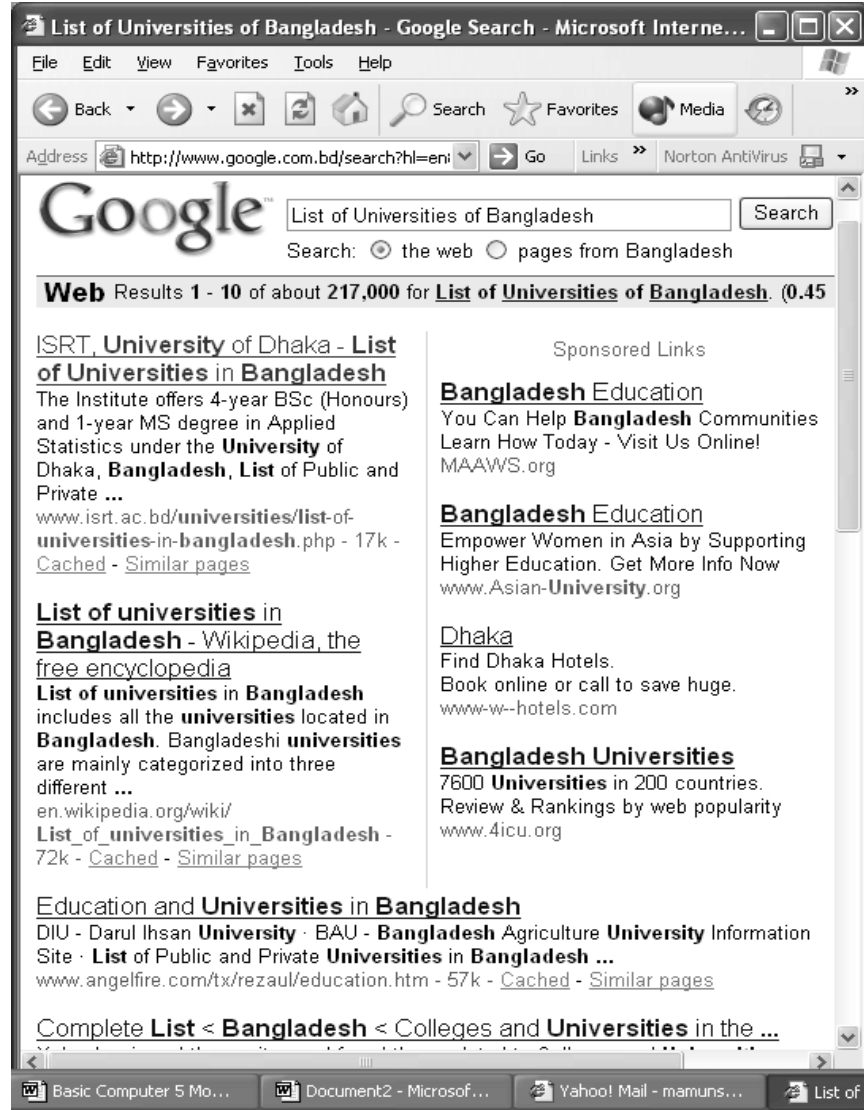 List of Universities of Bangladesh - Google Search - Microsoft Interne...
File Edit View Favorites Tools Help
Back Search Favorites Media »
Address http://www.google.com.bd/search?hl=en& Go Links » Norton AntiVirus
Google™ List of Universities of Bangladesh Search
Search: the web pages from Bangladesh
Web Results 1 - 10 of about 217,000 for List of Universities of Bangladesh. (0.45
ISRT, University of Dhaka - List
of Universities in Bangladesh
The Institute offers 4-year BSc (Honours)
and 1-year MS degree in Applied
Statistics under the University of
Dhaka, Bangladesh, List of Public and
Private ...
www.isrt.ac.bd/universities/list-of-
universities-in-bangladesh.php - 17k -
Cached - Similar pages
List of universities in
Bangladesh - Wikipedia, the
free encyclopedia
List of universities in Bangladesh
includes all the universities located in
Bangladesh. Bangladeshi universities
are mainly categorized into three
different ...
en.wikipedia.org/wiki/
List_of_universities_in_Bangladesh -
72k - Cached - Similar pages
Sponsored Links
Bangladesh Education
You Can Help Bangladesh Communities
Learn How Today - Visit Us Online!
MAAWS.org
Bangladesh Education
Empower Women in Asia by Supporting
Higher Education. Get More Info Now
www.Asian-University.org
Dhaka
Find Dhaka Hotels.
Book online or call to save huge.
www-w--hotels.com
Bangladesh Universities
7600 Universities in 200 countries.
Review & Rankings by web popularity
www.4icu.org
Education and Universities in Bangladesh
DIU - Darul Ihsan University · BAU - Bangladesh Agriculture University Information
Site · List of Public and Private Universities in Bangladesh ...
www.angelfire.com/tx/rezaul/education.htm - 57k - Cached - Similar pages
Complete List < Bangladesh < Colleges and Universities in the ...
Basic Computer 5 Mo... Document2 - Microsof... Yahoo! Mail - mamuns... List of